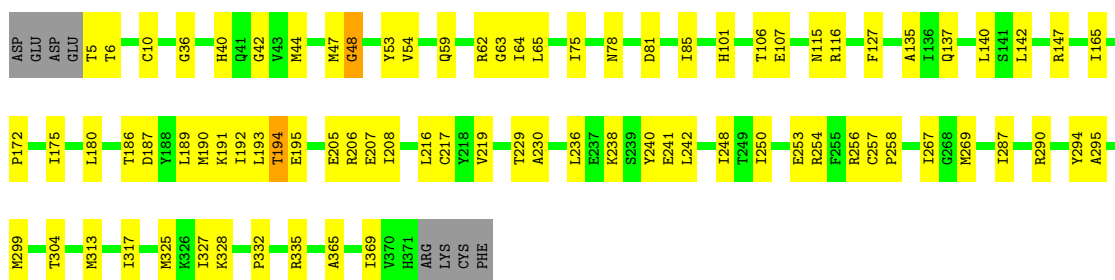 ASP GLU ASP GLU T5 T6 C10 G36 H40 Q41 G42 V43 M44 M47 G48 Y53 V54 Q59 R62 G63 I64 L65 I75 N78 D81 I85 H101 T106 E107 N115 R116 F127 A135 I136 Q137 L140 S141 L142 R147 I165
P172 I175 L180 T186 D187 Y188 L189 M190 K191 I192 L193 T194 E195 E205 R206 E207 I208 L216 C217 Y218 V219 T229 A230 L236 E237 K238 S239 Y240 E241 L242 I248 T249 I250 E253 R254 F255 R256 C257 P258 I267 G268 M269 I287 R290 Y294 A295
M299 T304 M313 I317 M325 K326 I327 K328 P332 R335 A365 I369 V370 H371 ARG LYS CYS PHE